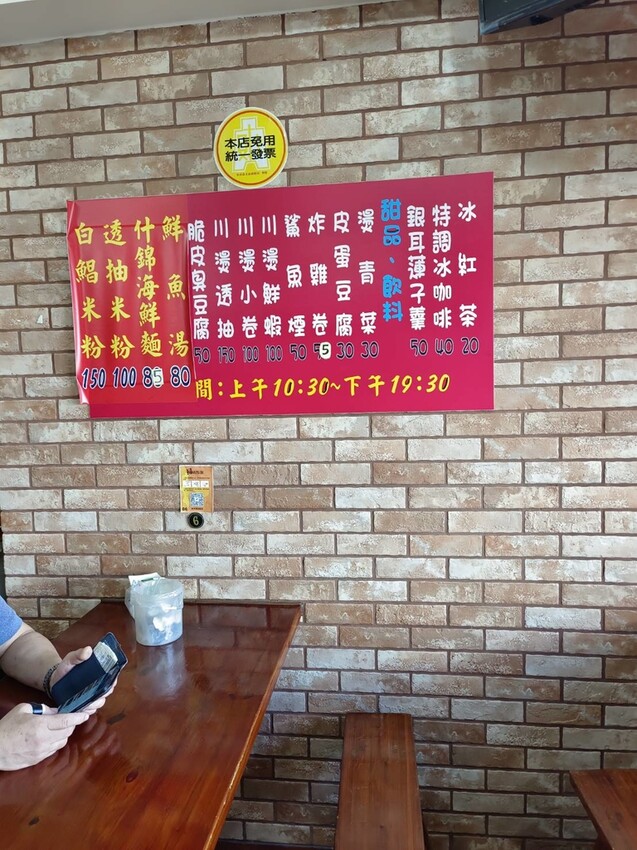 本店免用
統一發票
白鯧米粉 150
透抽米粉 100
什錦海鮮麵 85
鮮魚湯 80
脆皮臭豆腐 50
川燙透抽 150
川燙小卷 100
川燙鮮蝦 100
鯊魚煙 50
炸雞卷 55
皮蛋豆腐 30
燙青菜 30
甜品、飲料
銀耳蓮子羹 50
特調冰咖啡 40
冰紅茶 20
間:上午10:30~下午19:30
6